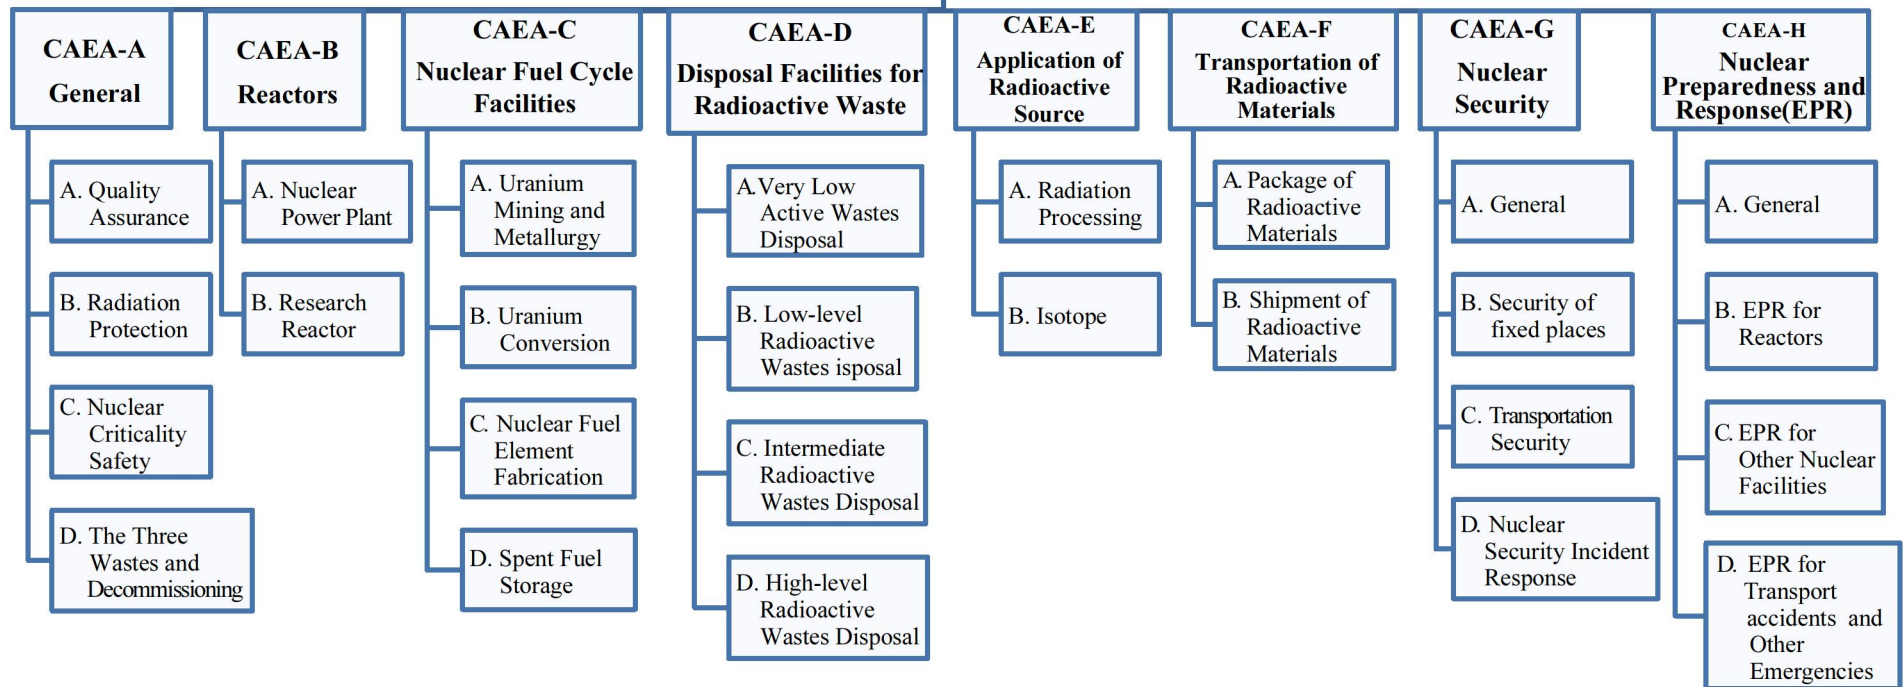 CAEA-A
General
A. Quality
Assurance
B. Radiation
Protection
C. Nuclear
Criticality
Safety
D. The Three
Wastes and
Decommissioning
CAEA-B
Reactors
A. Nuclear
Power Plant
B. Research
Reactor
CAEA-C
Nuclear Fuel Cycle
Facilities
A. Uranium
Mining and
Metallurgy
B. Uranium
Conversion
C. Nuclear Fuel
Element
Fabrication
D. Spent Fuel
Storage
CAEA-D
Disposal Facilities for
Radioactive Waste
A.Very Low
Active Wastes
Disposal
B. Low-level
Radioactive
Wastes isposal
C. Intermediate
Radioactive
Wastes Disposal
D. High-level
Radioactive
Wastes Disposal
CAEA-E
Application of
Radioactive
Source
A. Radiation
Processing
B. Isotope
CAEA-F
Transportation of
Radioactive
Materials
A. Package of
Radioactive
Materials
B. Shipment of
Radioactive
Materials
CAEA-G
Nuclear
Security
A. General
B. Security of
fixed places
C. Transportation
Security
D. Nuclear
Security Incident
Response
CAEA-H
Nuclear
Preparedness and
Response(EPR)
A. General
B. EPR for
Reactors
C. EPR for
Other Nuclear
Facilities
D. EPR for
Transport
accidents and
Other
Emergencies